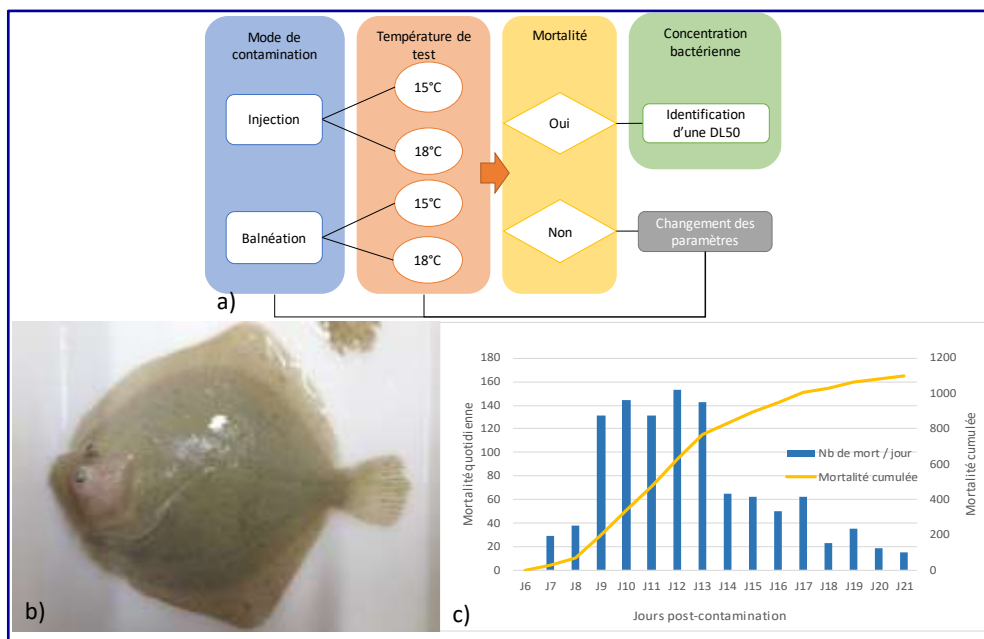 Mode de
contamination
Injection
Balnéation
Température de
test
15°C
18°C
15°C
18°C
Mortalité
Oui
Non
Concentration
bactérienne
Identification
d'une DL50
Changement des
paramètres
a)
b)
c)
Mortalité quotidienne
180
160
140
120
100
80
60
40
20
0
Nb de mort / jour
Mortalité cumulée
1200
1000
800
600
400
200
0
Mortalité cumulée
J6 J7 J8 J9 J10 J11 J12 J13 J14 J15 J16 J17 J18 J19 J20 J21
Jours post-contamination